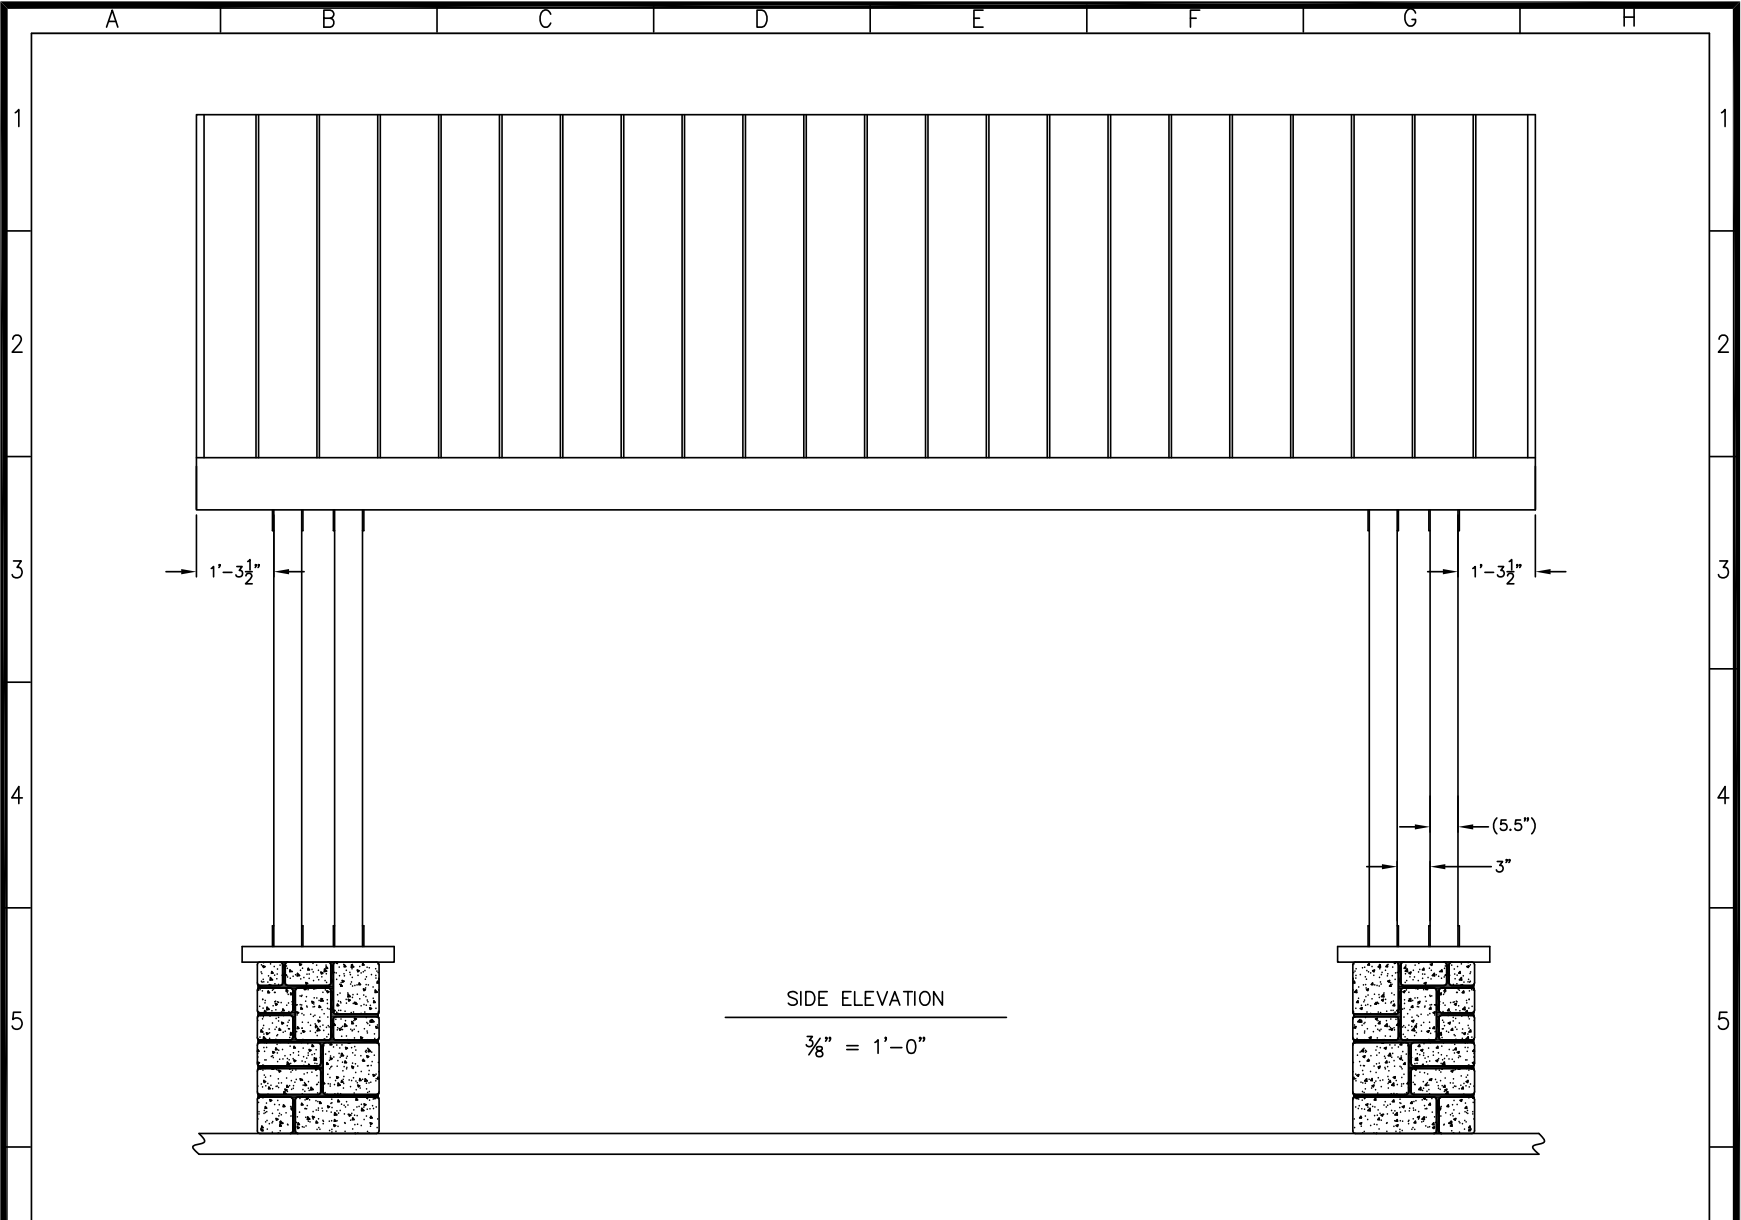 A B C D E F G H
1 1
2 2
1'-3½" 1'-3½"
3 3
4 4
(5.5")
3"
SIDE ELEVATION
⅜" = 1'-0"
5 5